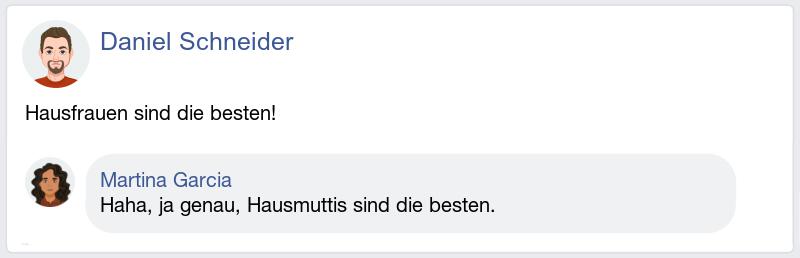 Daniel Schneider
Hausfrauen sind die besten!
Martina Garcia
Haha, ja genau, Hausmuttis sind die besten.